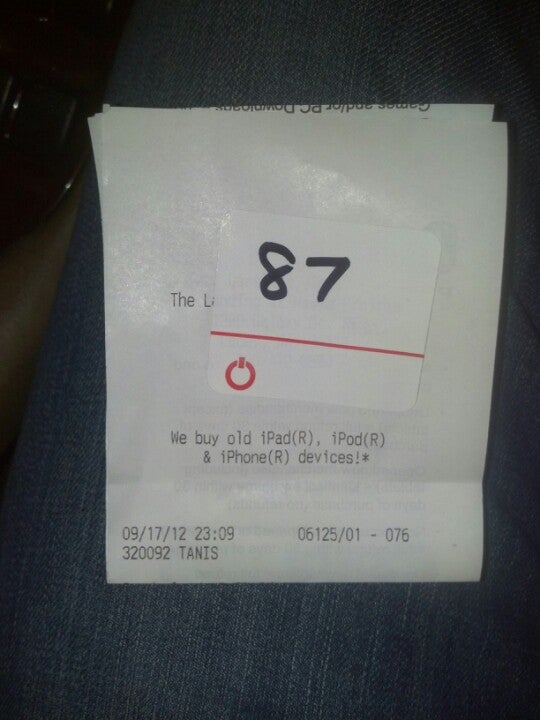 Games and/or PC Downloads
87
The
We buy old iPad(R), iPod(R)
& iPhone(R) devices!*
09/17/12 23:09 06125/01 - 076
320092 TANIS